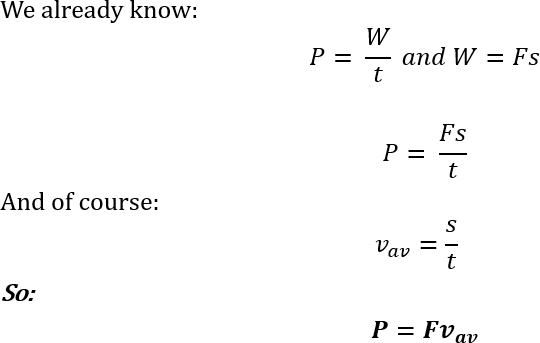 We already know:
P = W/t and W = Fs
P = Fs/t
And of course:
v_av = s/t
So:
P = Fv_av